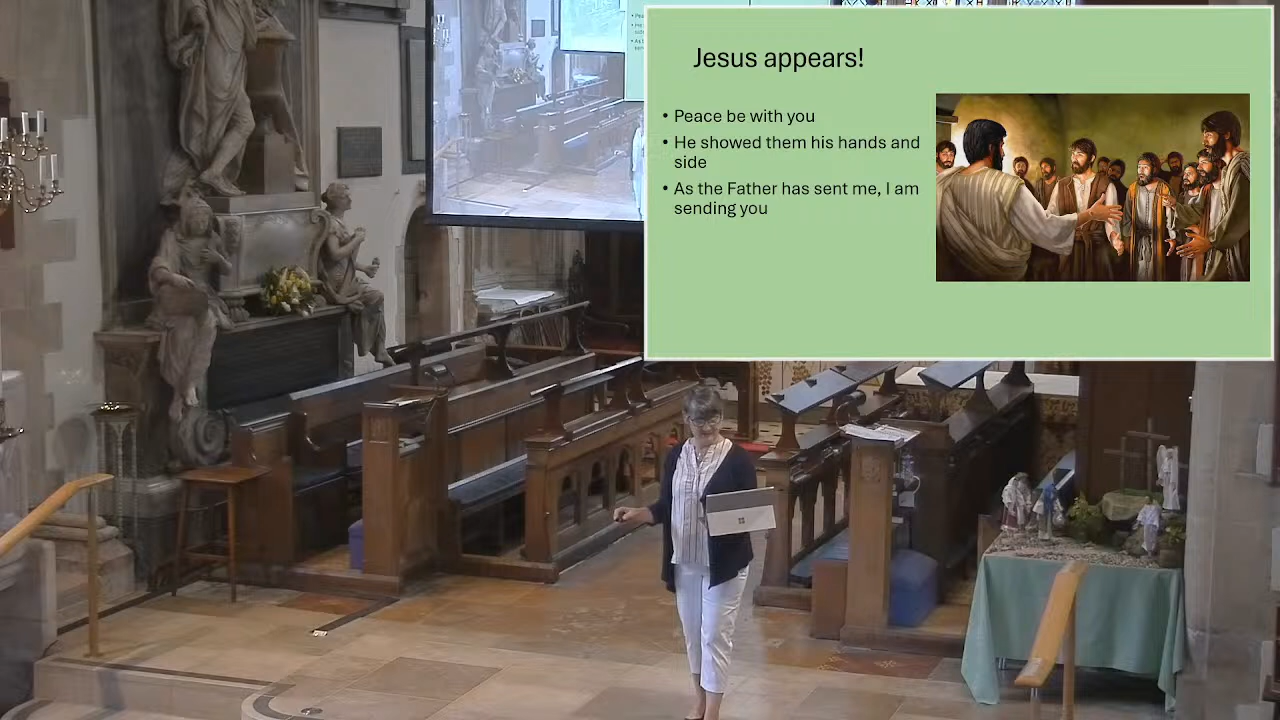 Jesus appears!
• Peace be with you
• He showed them his hands and
side
• As the Father has sent me, I am
sending you